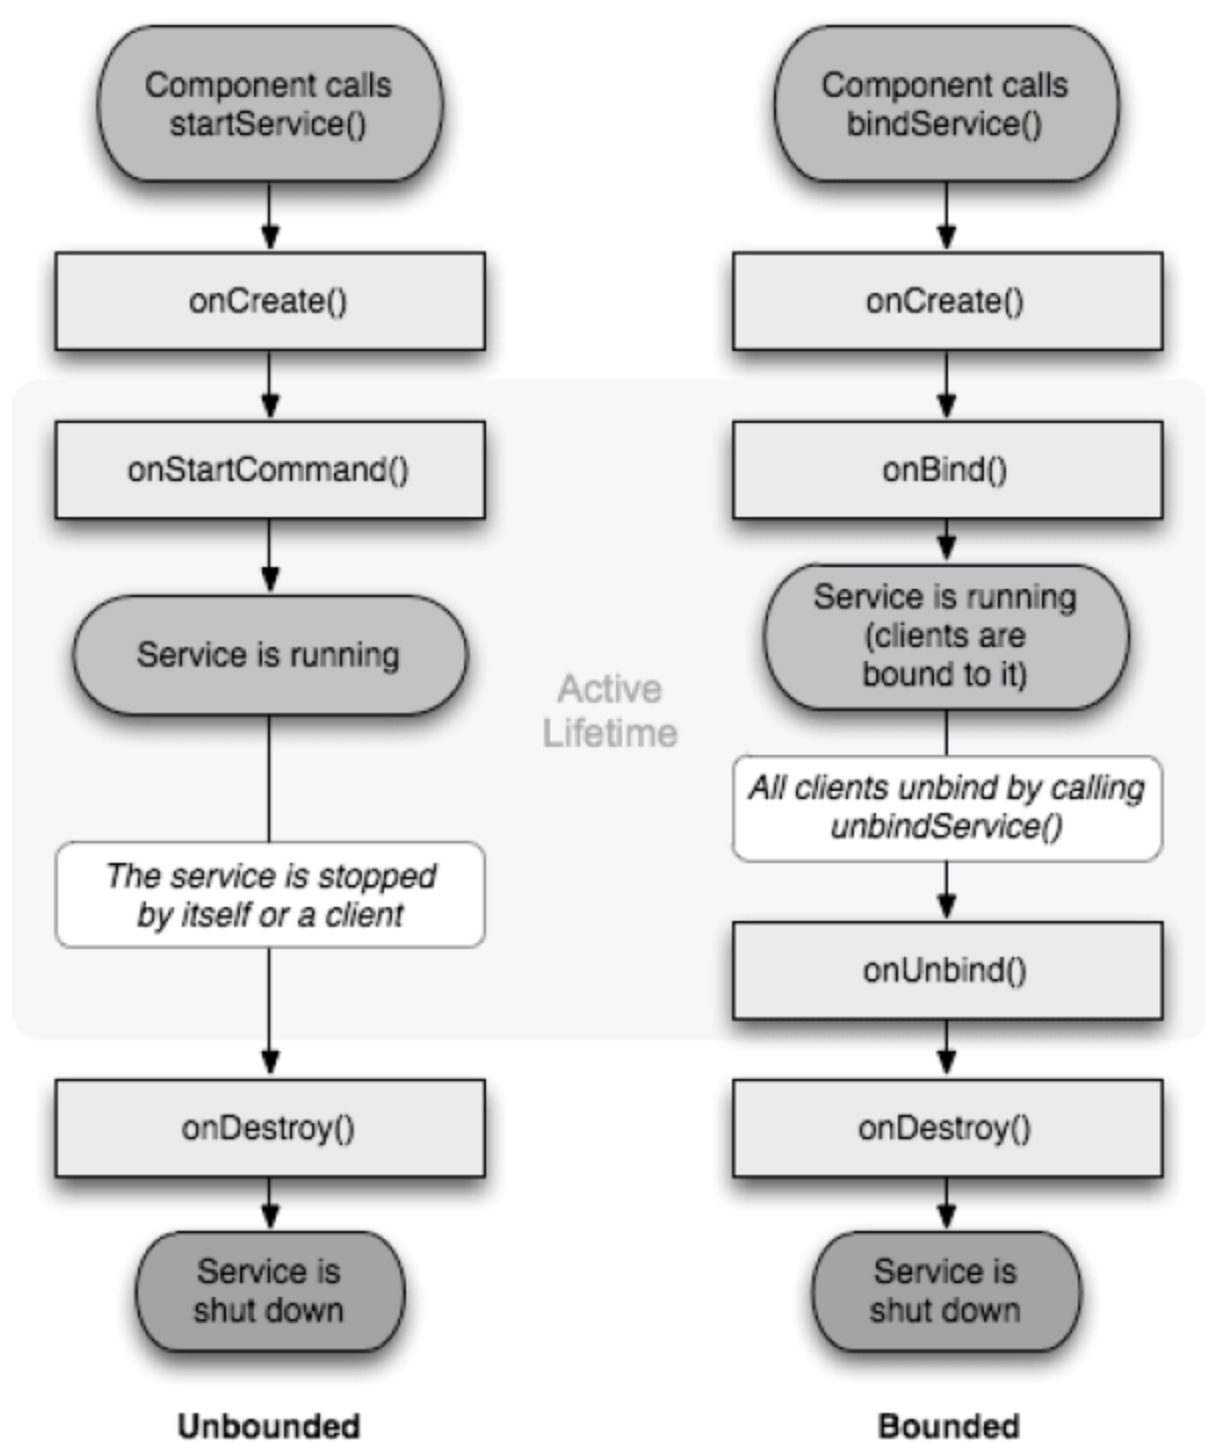 Component calls
startService()
onCreate()
onStartCommand()
Service is running
The service is stopped
by itself or a client
onDestroy()
Service is
shut down
Unbounded
Active
Lifetime
Component calls
bindService()
onCreate()
onBind()
Service is running
(clients are
bound to it)
All clients unbind by calling
unbindService()
onUnbind()
onDestroy()
Service is
shut down
Bounded